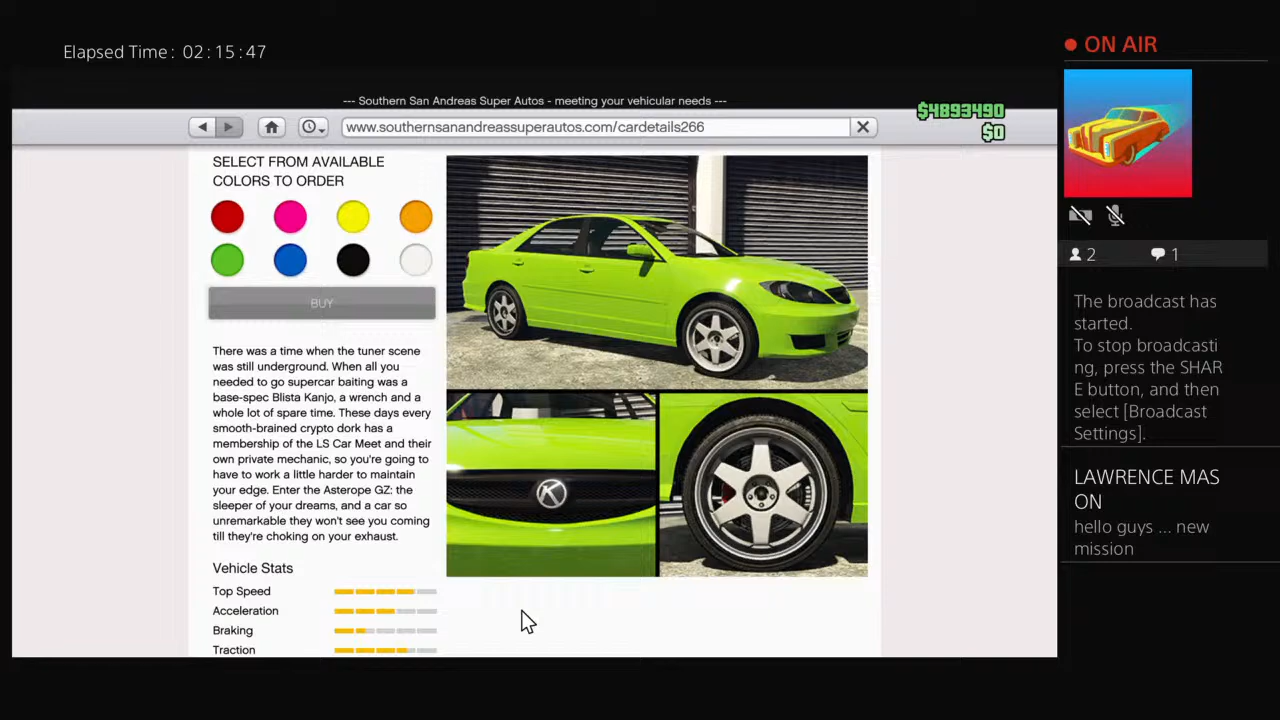 Elapsed Time: 02:15:47
ON AIR
--- Southern San Andreas Super Autos - meeting your vehicular needs ---
$4893490
www.southernsanandreassuperautos.com/cardetails266
$0
SELECT FROM AVAILABLE
COLORS TO ORDER
BUY
There was a time when the tuner scene
was still underground. When all you
needed to go supercar baiting was a
base-spec Blista Kanjo, a wrench and a
whole lot of spare time. These days every
smooth-brained crypto dork has a
membership of the LS Car Meet and their
own private mechanic, so you're going to
have to work a little harder to maintain
your edge. Enter the Asterope GZ: the
sleeper of your dreams, and a car so
unremarkable they won't see you coming
till they're choking on your exhaust.
Vehicle Stats
Top Speed
Acceleration
Braking
Traction
K
2
1
The broadcast has
started.
To stop broadcasti
ng, press the SHAR
E button, and then
select [Broadcast
Settings].
LAWRENCE MAS
ON
hello guys ... new
mission